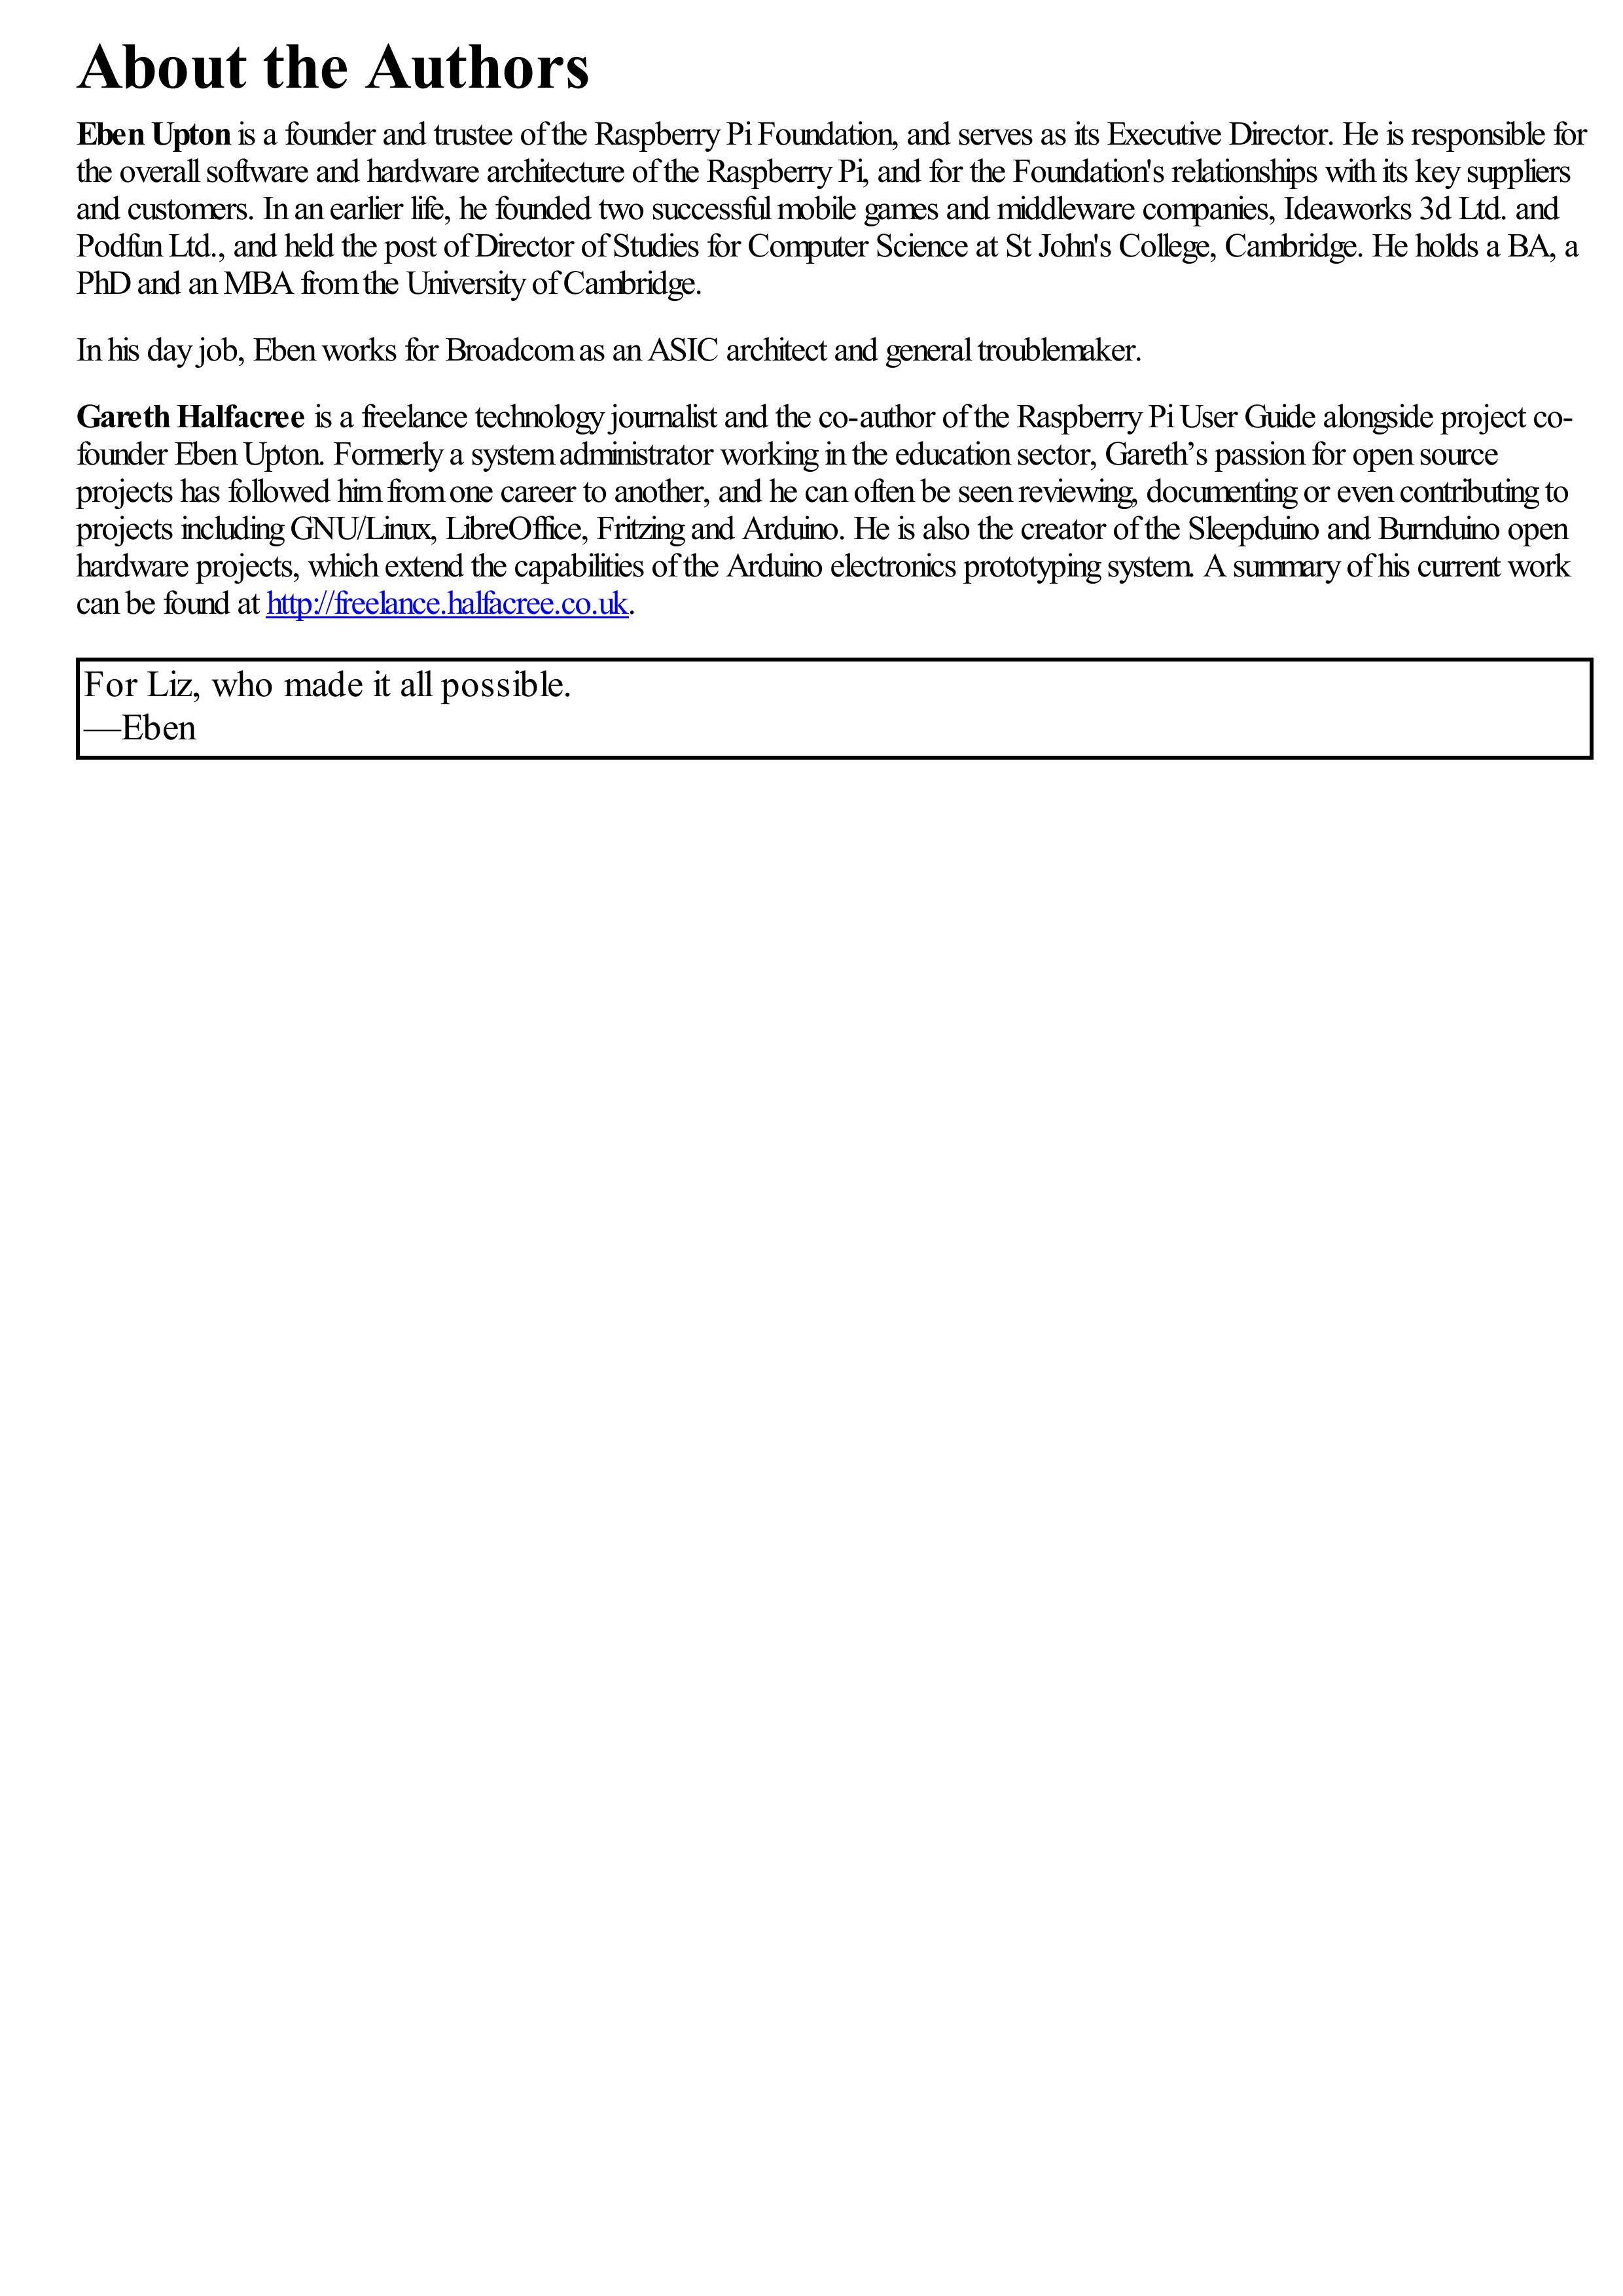 About the Authors
Eben Upton is a founder and trustee of the Raspberry Pi Foundation, and serves as its Executive Director. He is responsible for
the overall software and hardware architecture of the Raspberry Pi, and for the Foundation's relationships with its key suppliers
and customers. In an earlier life, he founded two successful mobile games and middleware companies, Ideaworks 3d Ltd. and
Podfun Ltd., and held the post of Director of Studies for Computer Science at St John's College, Cambridge. He holds a BA, a
PhD and an MBA from the University of Cambridge.
In his day job, Eben works for Broadcom as an ASIC architect and general troublemaker.
Gareth Halfacree is a freelance technology journalist and the co-author of the Raspberry Pi User Guide alongside project co-
founder Eben Upton. Formerly a system administrator working in the education sector, Gareth’s passion for open source
projects has followed him from one career to another, and he can often be seen reviewing, documenting or even contributing to
projects including GNU/Linux, LibreOffice, Fritzing and Arduino. He is also the creator of the Sleepduino and Burnduino open
hardware projects, which extend the capabilities of the Arduino electronics prototyping system. A summary of his current work
can be found at http://freelance.halfacree.co.uk.
For Liz, who made it all possible.
—Eben